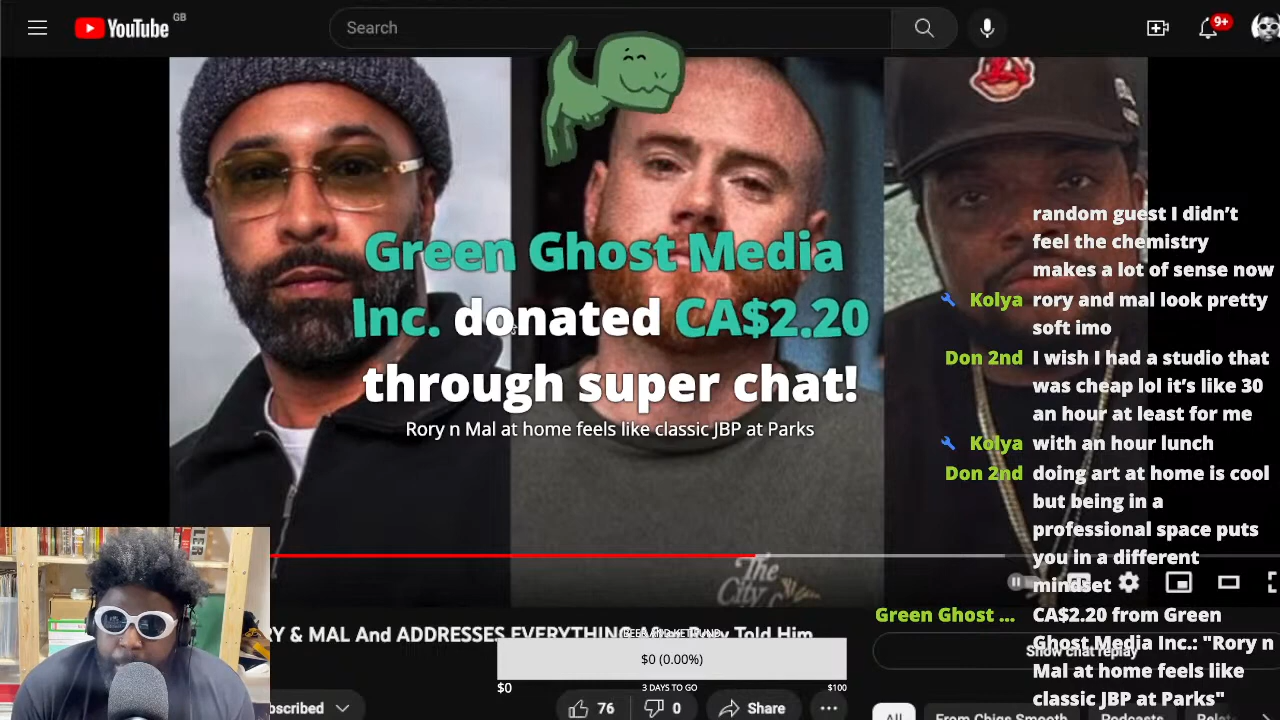 YouTube GB
Search
9+
Green Ghost Media
Inc. donated CA$2.20
through super chat!
Rory n Mal at home feels like classic JBP at Parks
random guest I didn't
feel the chemistry
makes a lot of sense now
Kolya rory and mal look pretty
soft imo
Don 2nd I wish I had a studio that
was cheap lol it's like 30
an hour at least for me
Kolya with an hour lunch
Don 2nd doing art at home is cool
but being in a
professional space puts
you in a different
mindset
Green Ghost ... CA$2.20 from Green
Ghost Media Inc.: "Rory n
Mal at home feels like
classic JBP at Parks"
The
City
RY & MAL And ADDRESSES EVERYTHING
Rory Told Him
Show chat replay
$0 (0.00%)
$0
3 DAYS TO GO
$100
bscribed
76
0
Share
All
From Chigs Smooth
Podcasts